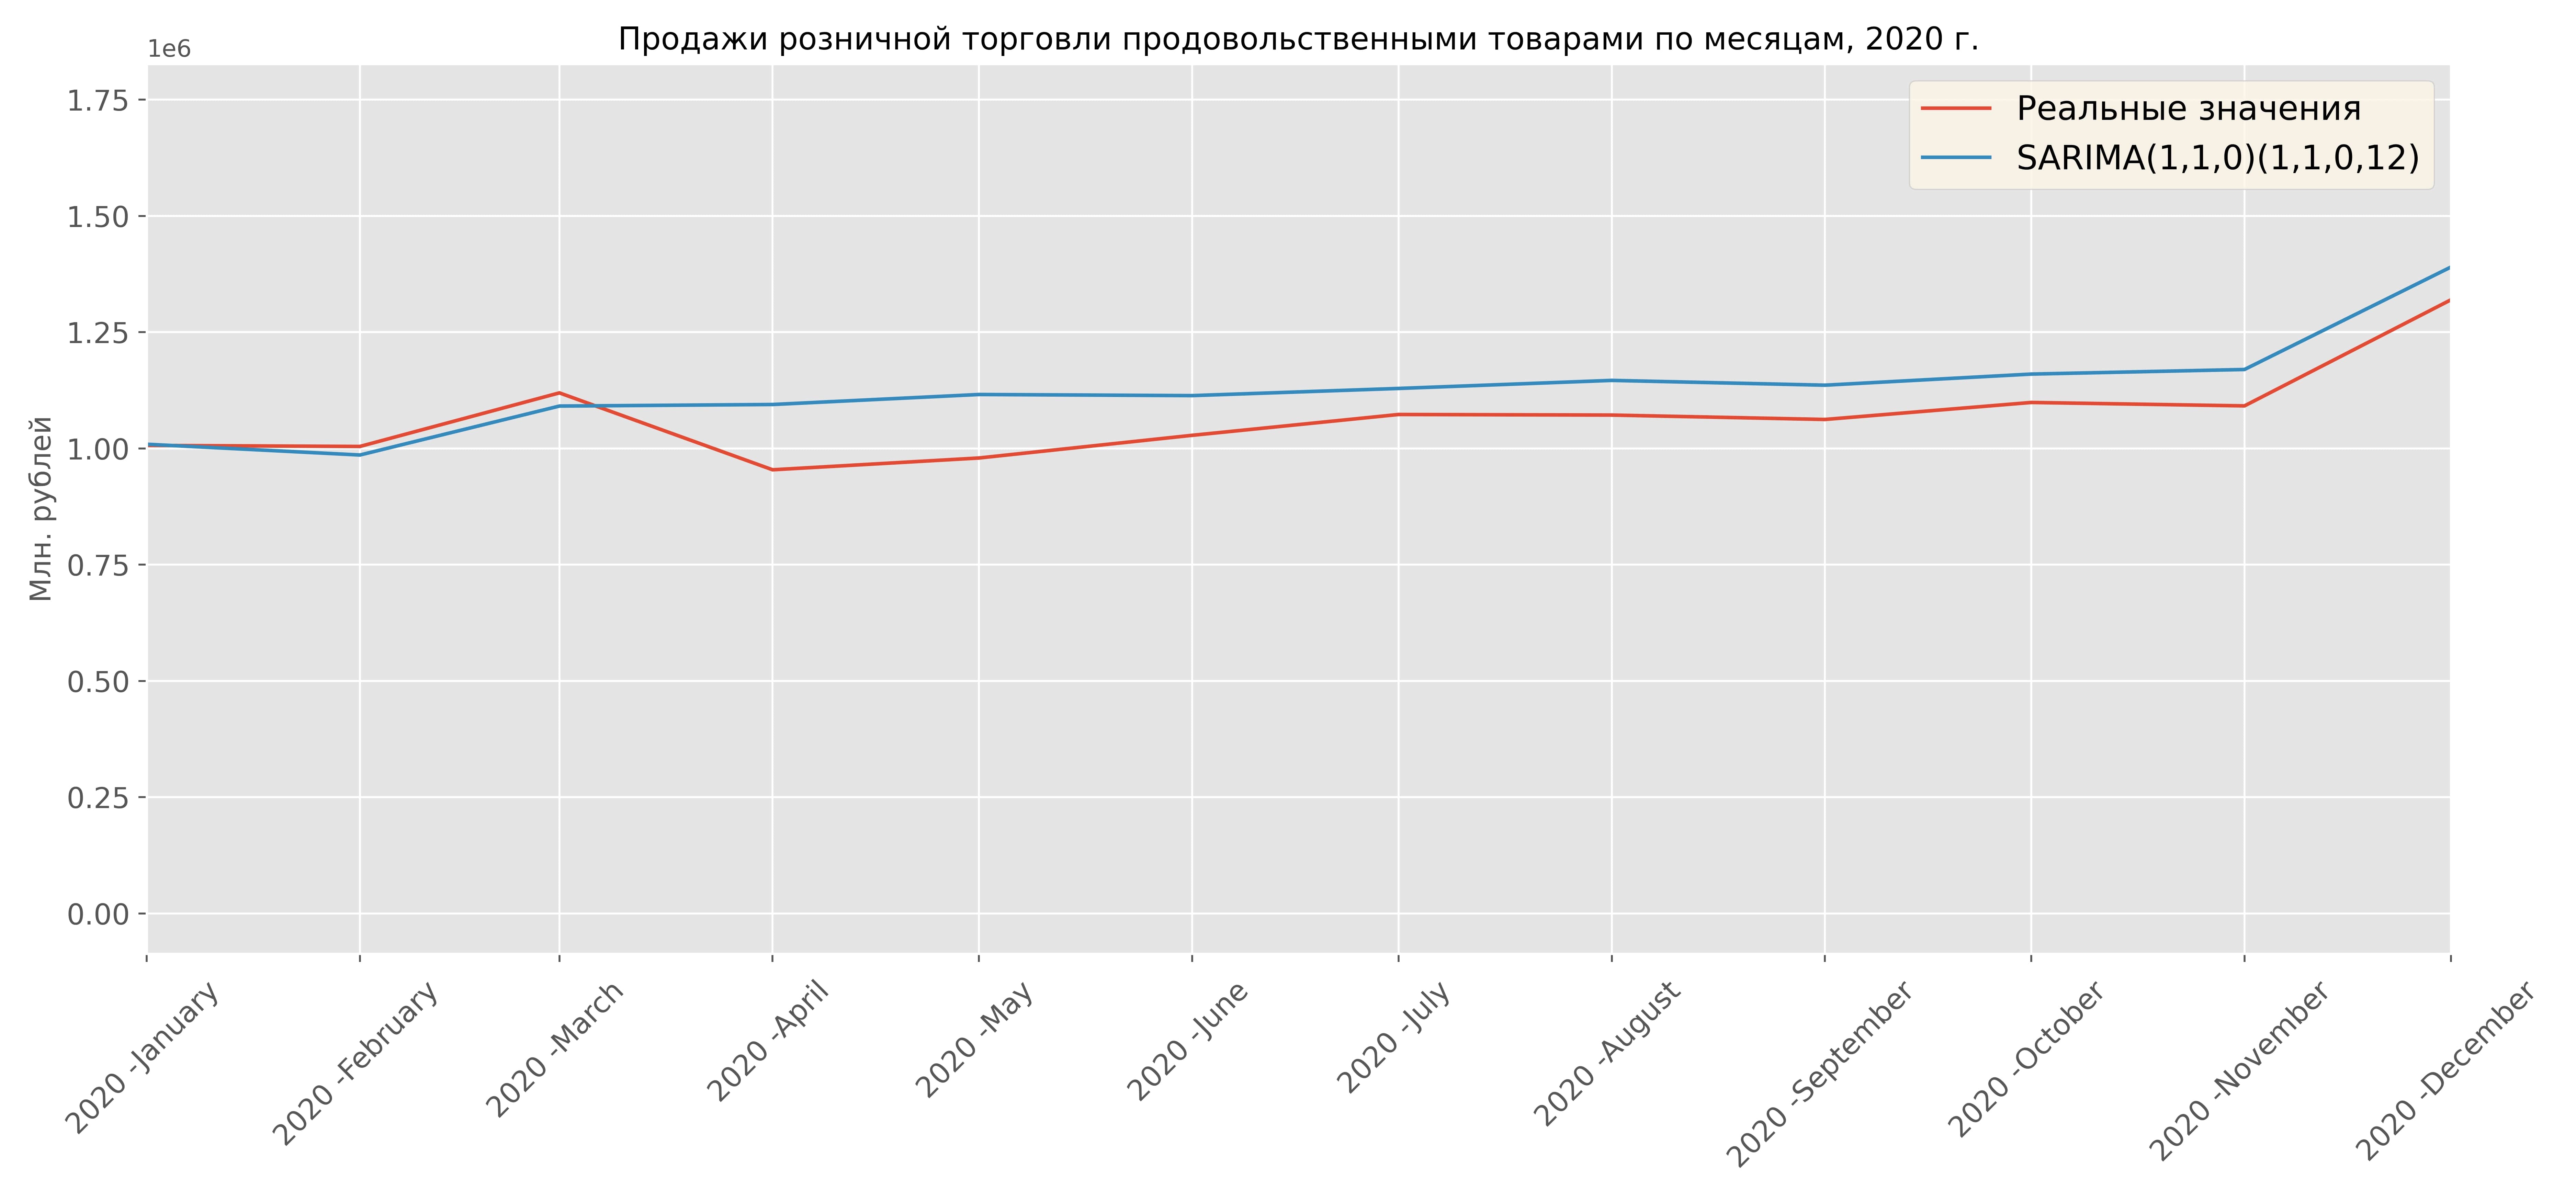 Продажи розничной торговли продовольственными товарами по месяцам, 2020 г.
1e6
1.75
1.50
1.25
1.00
0.75
0.50
0.25
0.00
Млн. рублей
Реальные значения
SARIMA(1,1,0)(1,1,0,12)
2020 -January
2020 -February
2020 -March
2020 -April
2020 -May
2020 -June
2020 -July
2020 -August
2020 -September
2020 -October
2020 -November
2020 -December